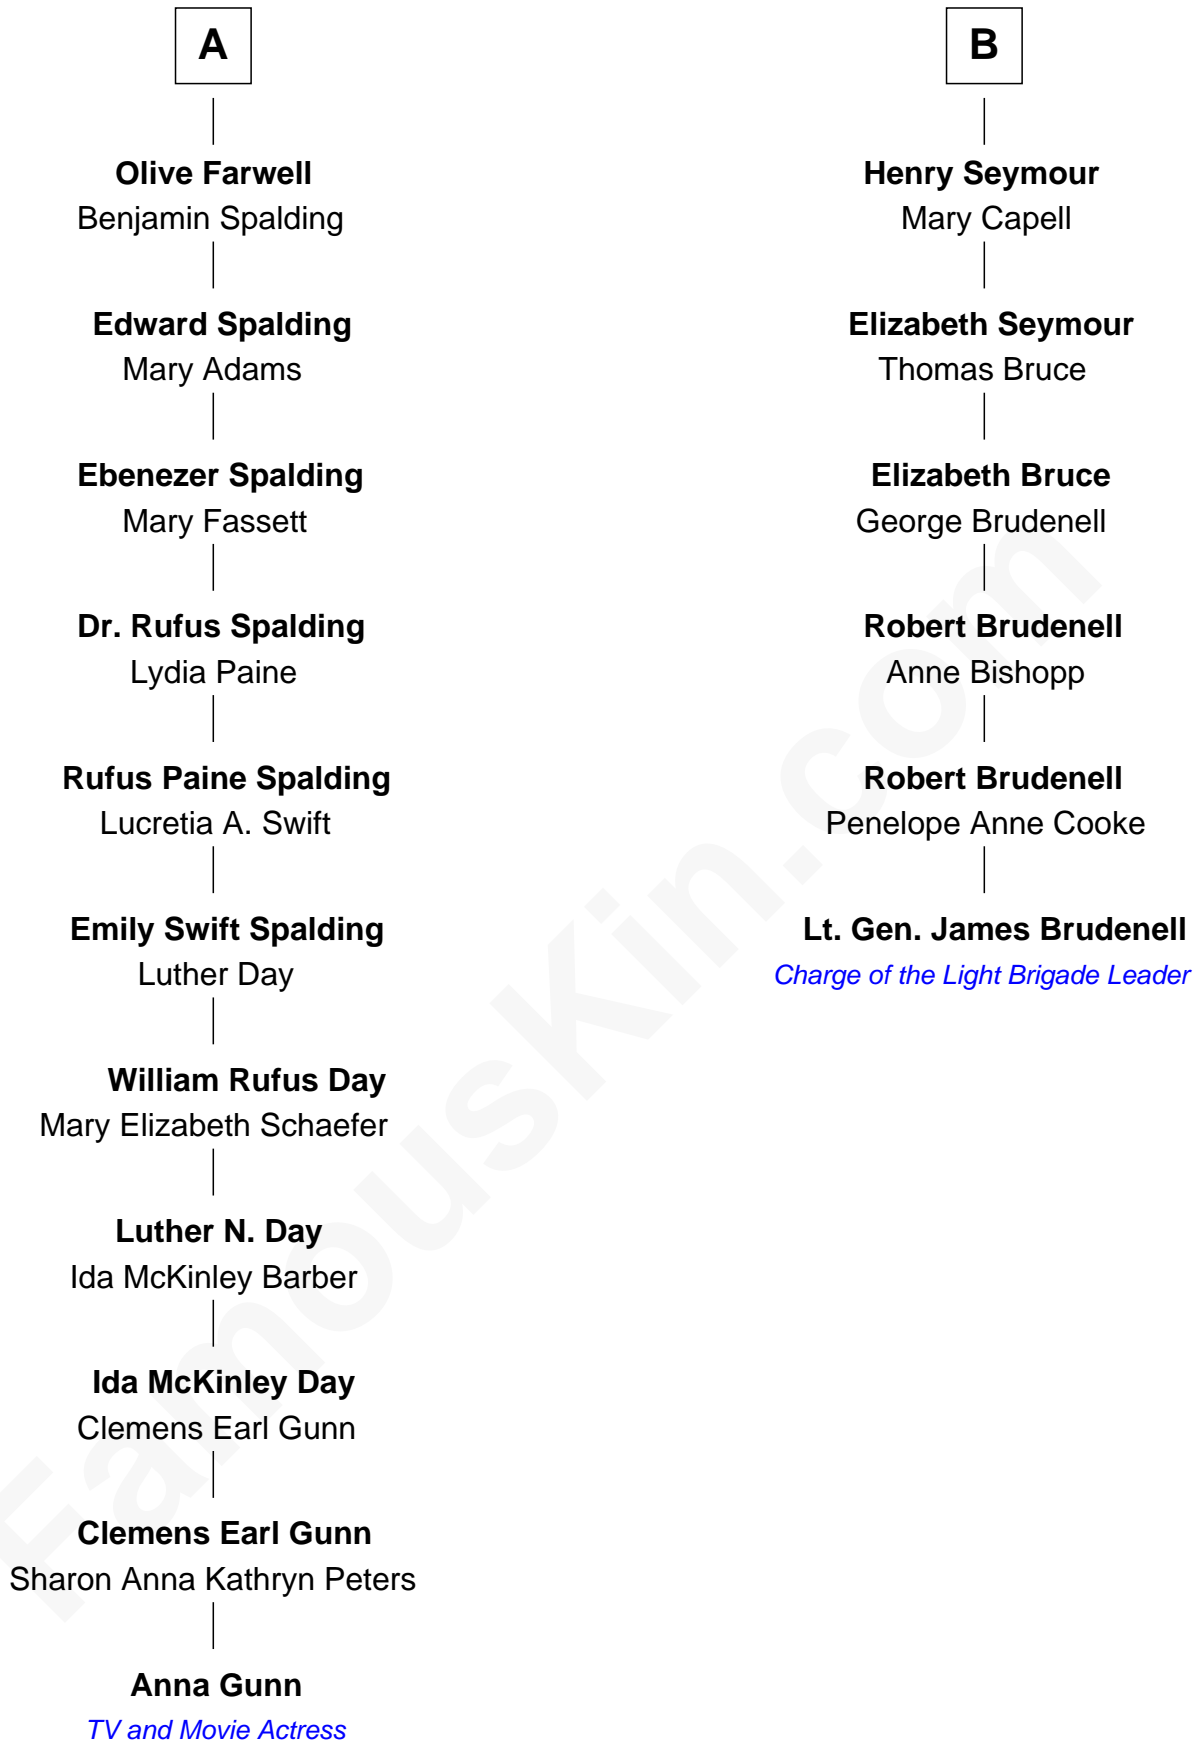 A
Olive Farwell
Benjamin Spalding
Edward Spalding
Mary Adams
Ebenezer Spalding
Mary Fassett
Dr. Rufus Spalding
Lydia Paine
Rufus Paine Spalding
Lucretia A. Swift
Emily Swift Spalding
Luther Day
William Rufus Day
Mary Elizabeth Schaefer
Luther N. Day
Ida McKinley Barber
Ida McKinley Day
Clemens Earl Gunn
Clemens Earl Gunn
Sharon Anna Kathryn Peters
Anna Gunn
TV and Movie Actress
B
Henry Seymour
Mary Capell
Elizabeth Seymour
Thomas Bruce
Elizabeth Bruce
George Brudenell
Robert Brudenell
Anne Bishopp
Robert Brudenell
Penelope Anne Cooke
Lt. Gen. James Brudenell
Charge of the Light Brigade Leader
FamousKin.com